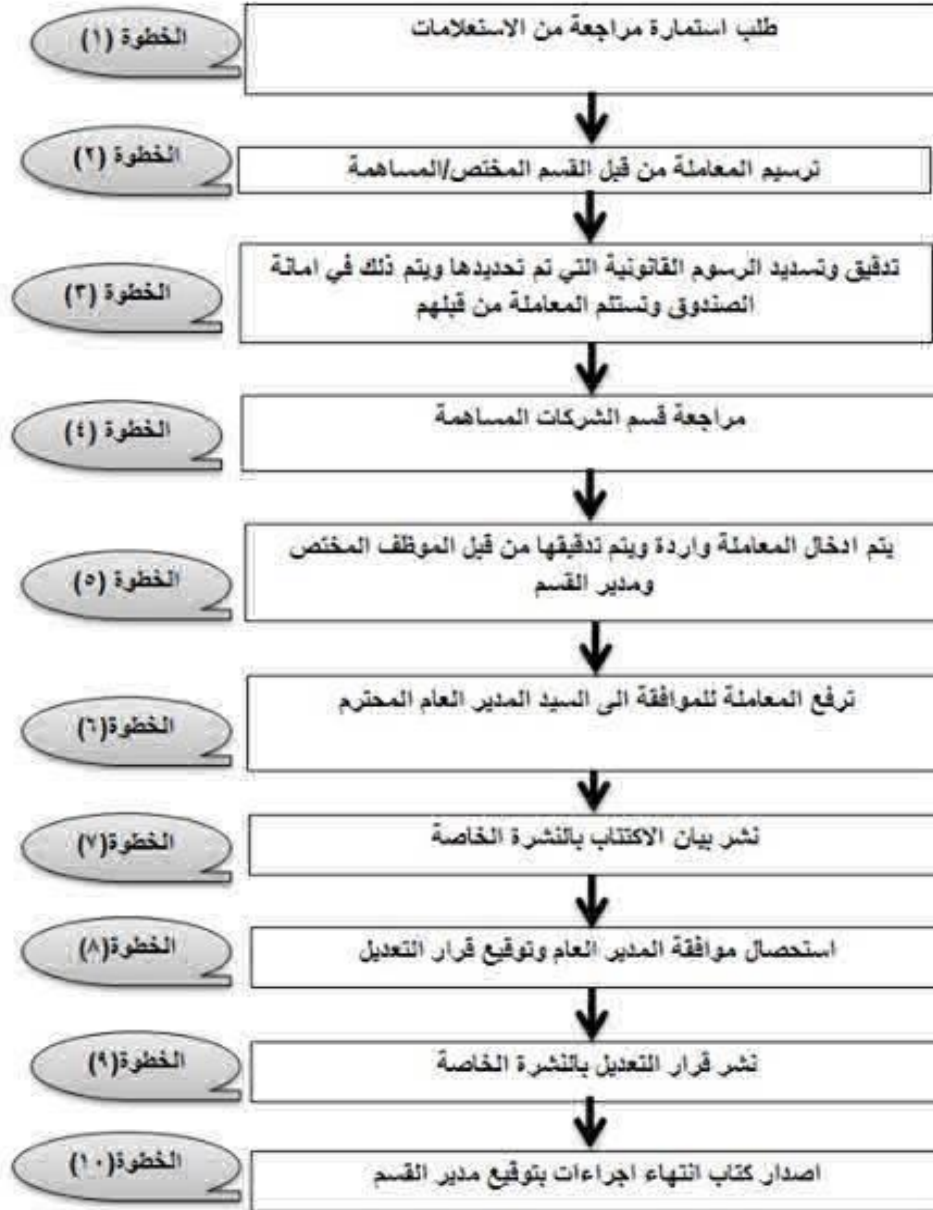 الخطوة (١)
طلب استمارة مراجعة من الاستعلامات
الخطوة (٢)
ترسيم المعاملة من قبل القسم المختص/المساهمة
الخطوة (٣)
تدقيق وتسديد الرسوم القانونية التي تم تحديدها ويتم ذلك في امانة
الصندوق وتستلم المعاملة من قبلهم
الخطوة (٤)
مراجعة قسم الشركات المساهمة
الخطوة (٥)
يتم ادخال المعاملة واردة ويتم تدقيقها من قبل الموظف المختص
ومدير القسم
الخطوة(٦)
ترفع المعاملة للموافقة الى السيد المدير العام المحترم
الخطوة(٧)
نشر بيان الاكتتاب بالنشرة الخاصة
الخطوة(٨)
استحصال موافقة المدير العام وتوقيع قرار التعديل
الخطوة(٩)
نشر قرار التعديل بالنشرة الخاصة
الخطوة(١٠)
اصدار كتاب انتهاء اجراءات بتوقيع مدير القسم